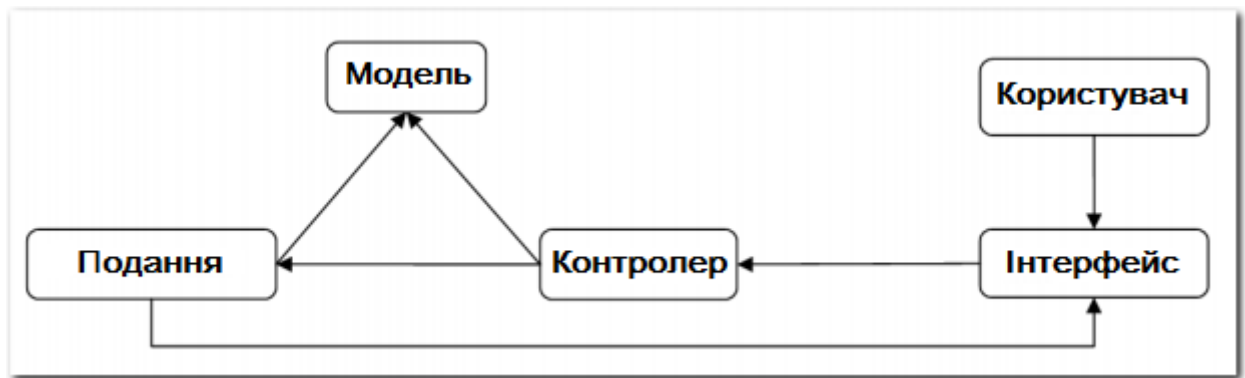 Модель
Користувач
Подання
Контролер
Інтерфейс